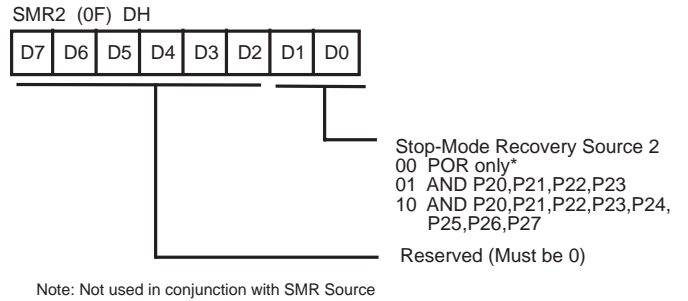 SMR2 (0F) DH
D7 D6 D5 D4 D3 D2 D1 D0
Stop-Mode Recovery Source 2
00 POR only*
01 AND P20,P21,P22,P23
10 AND P20,P21,P22,P23,P24,
P25,P26,P27
Reserved (Must be 0)
Note: Not used in conjunction with SMR Source